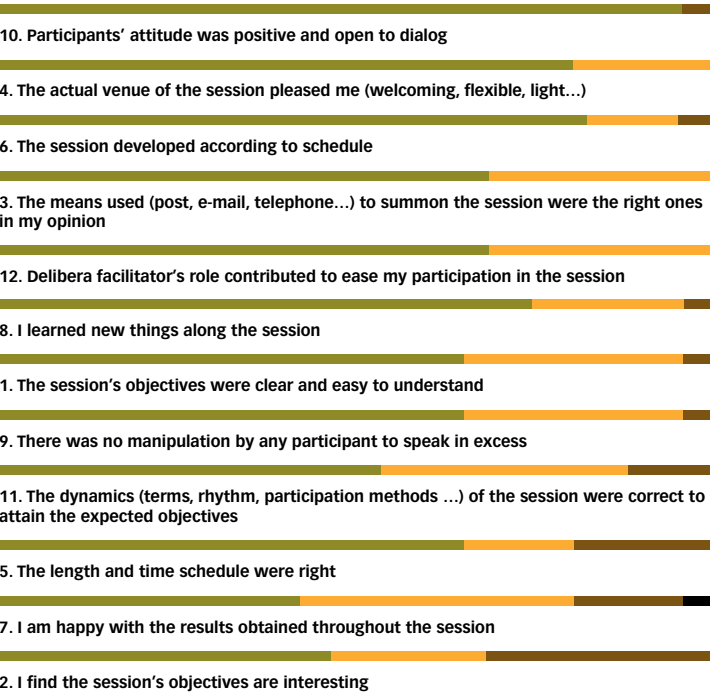 10. Participants’ attitude was positive and open to dialog
4. The actual venue of the session pleased me (welcoming, flexible, light…)
6. The session developed according to schedule
3. The means used (post, e-mail, telephone…) to summon the session were the right ones
in my opinion
12. Delibera facilitator’s role contributed to ease my participation in the session
8. I learned new things along the session
1. The session’s objectives were clear and easy to understand
9. There was no manipulation by any participant to speak in excess
11. The dynamics (terms, rhythm, participation methods …) of the session were correct to
attain the expected objectives
5. The length and time schedule were right
7. I am happy with the results obtained throughout the session
2. I find the session’s objectives are interesting